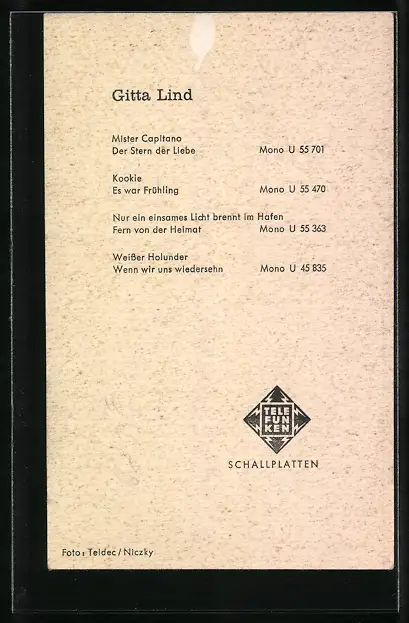 Gitta Lind
Mister Capitano
Der Stern der Liebe Mono U 55 701
Kookie
Es war Frühling Mono U 55 470
Nur ein einsames Licht brennt im Hafen
Fern von der Heimat Mono U 55 363
Weißer Holunder
Wenn wir uns wiedersehn Mono U 45 835
TELE
FUN
KEN
SCHALLPLATTEN
Foto: Teldec / Niczky